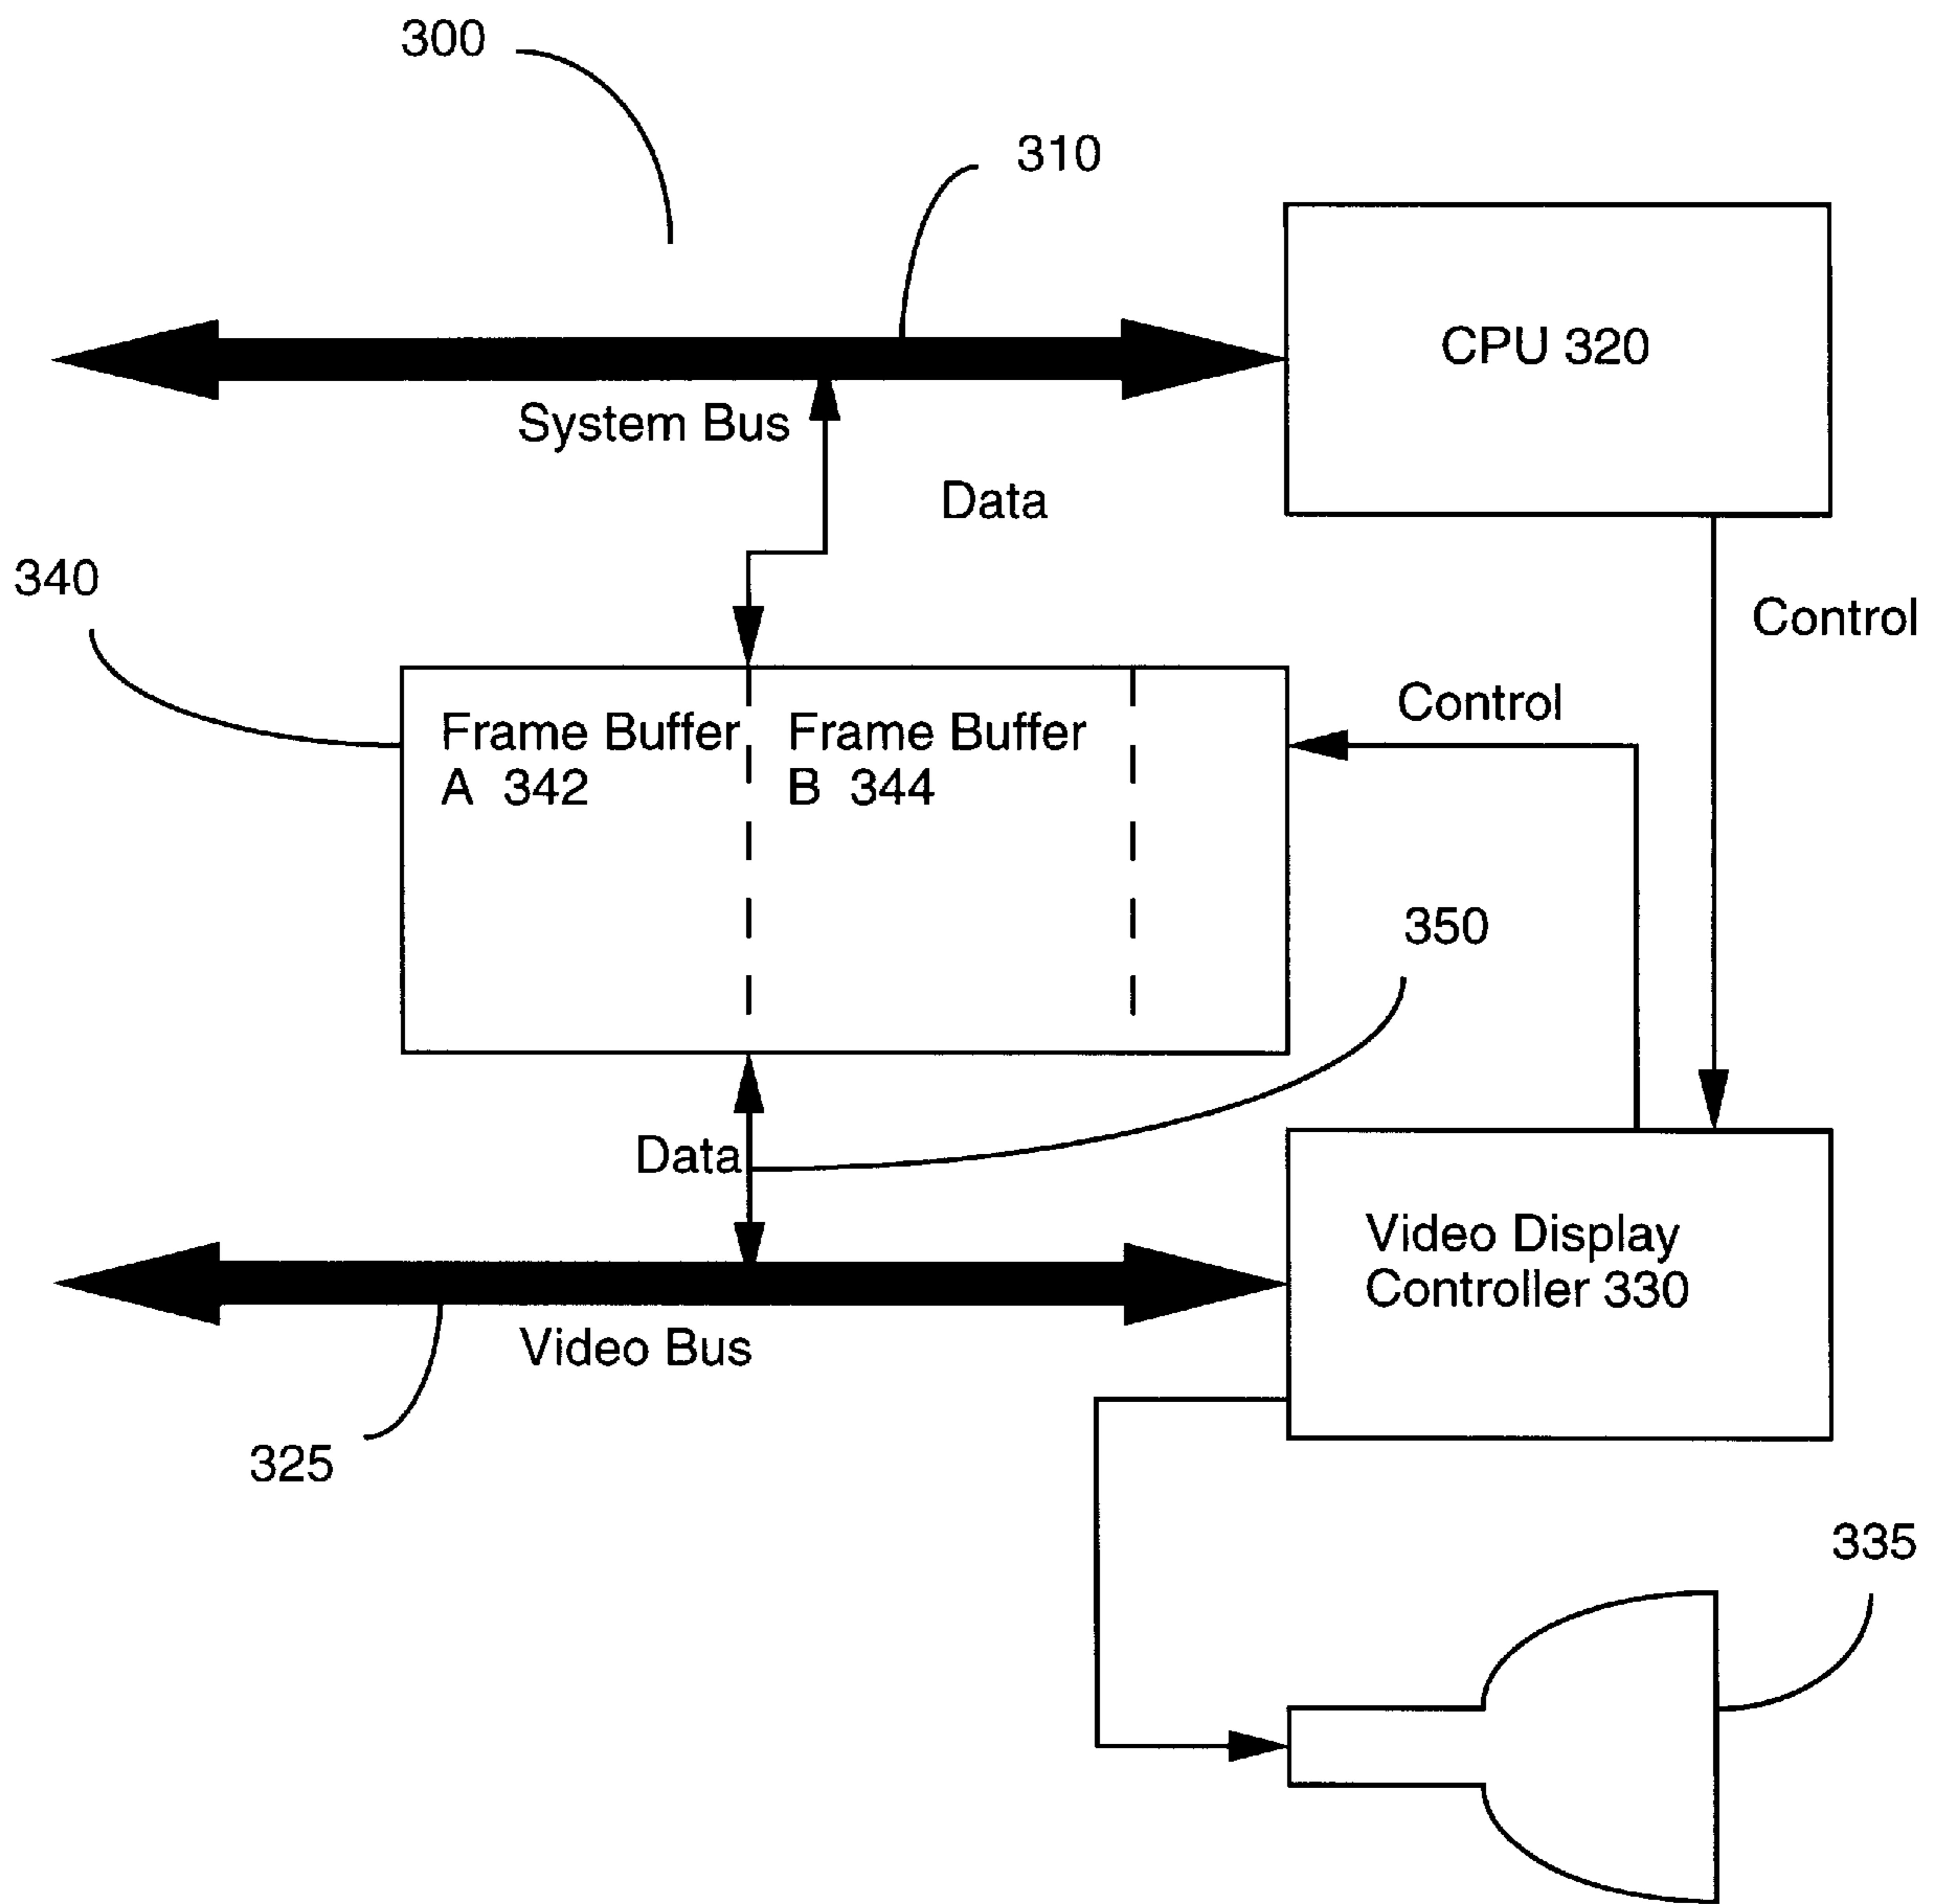 300
310
CPU 320
System Bus
Data
340
Control
Control
Frame Buffer
A 342
Frame Buffer
B 344
350
Data
Video Display
Controller 330
Video Bus
325
335